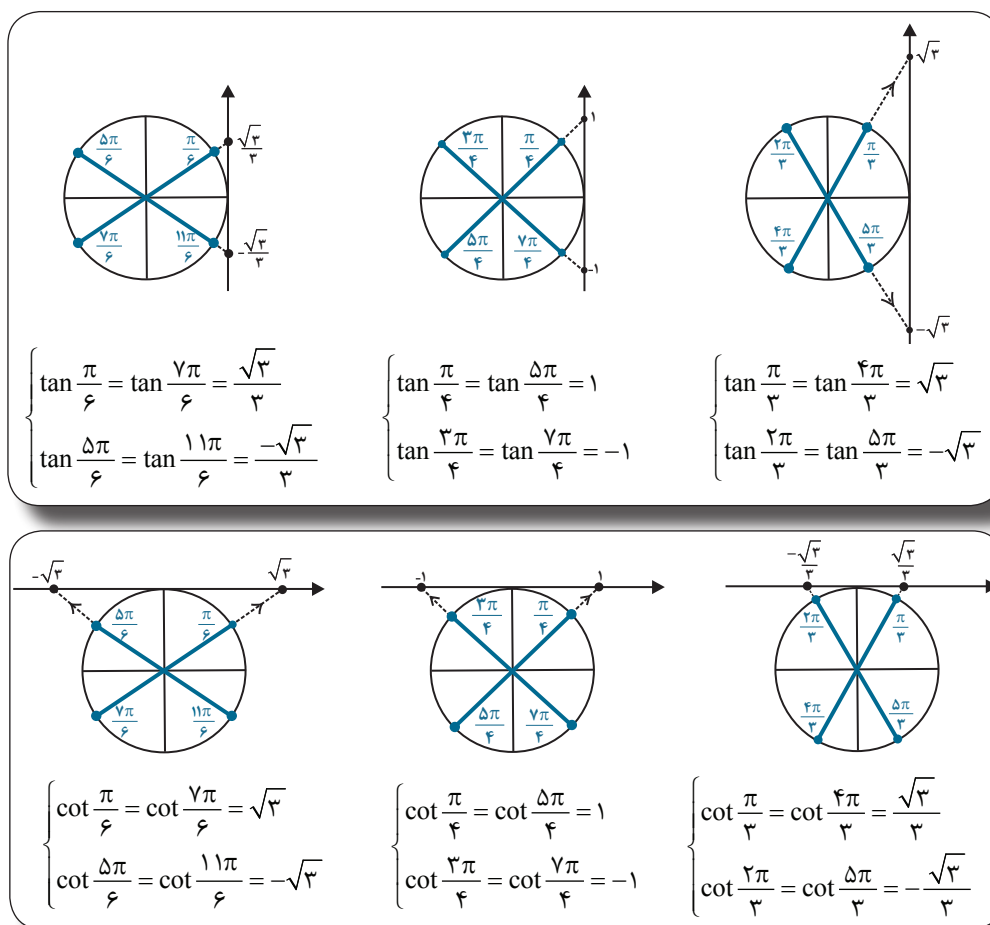 ۵π/۶ π/۶ √۳/۳
۷π/۶ ۱۱π/۶ -√۳/۳
۳π/۴ π/۴ ۱
۵π/۴ ۷π/۴ -۱
۲π/۳ π/۳ √۳
۴π/۳ ۵π/۳ -√۳
tan π/۶ = tan ۷π/۶ = √۳/۳
tan ۵π/۶ = tan ۱۱π/۶ = -√۳/۳
tan π/۴ = tan ۵π/۴ = ۱
tan ۳π/۴ = tan ۷π/۴ = -۱
tan π/۳ = tan ۴π/۳ = √۳
tan ۲π/۳ = tan ۵π/۳ = -√۳
-√۳ √۳
۵π/۶ π/۶
۷π/۶ ۱۱π/۶
-۱ ۱
۳π/۴ π/۴
۵π/۴ ۷π/۴
-√۳/۳ √۳/۳
۲π/۳ π/۳
۴π/۳ ۵π/۳
cot π/۶ = cot ۷π/۶ = √۳
cot ۵π/۶ = cot ۱۱π/۶ = -√۳
cot π/۴ = cot ۵π/۴ = ۱
cot ۳π/۴ = cot ۷π/۴ = -۱
cot π/۳ = cot ۴π/۳ = √۳/۳
cot ۲π/۳ = cot ۵π/۳ = -√۳/۳